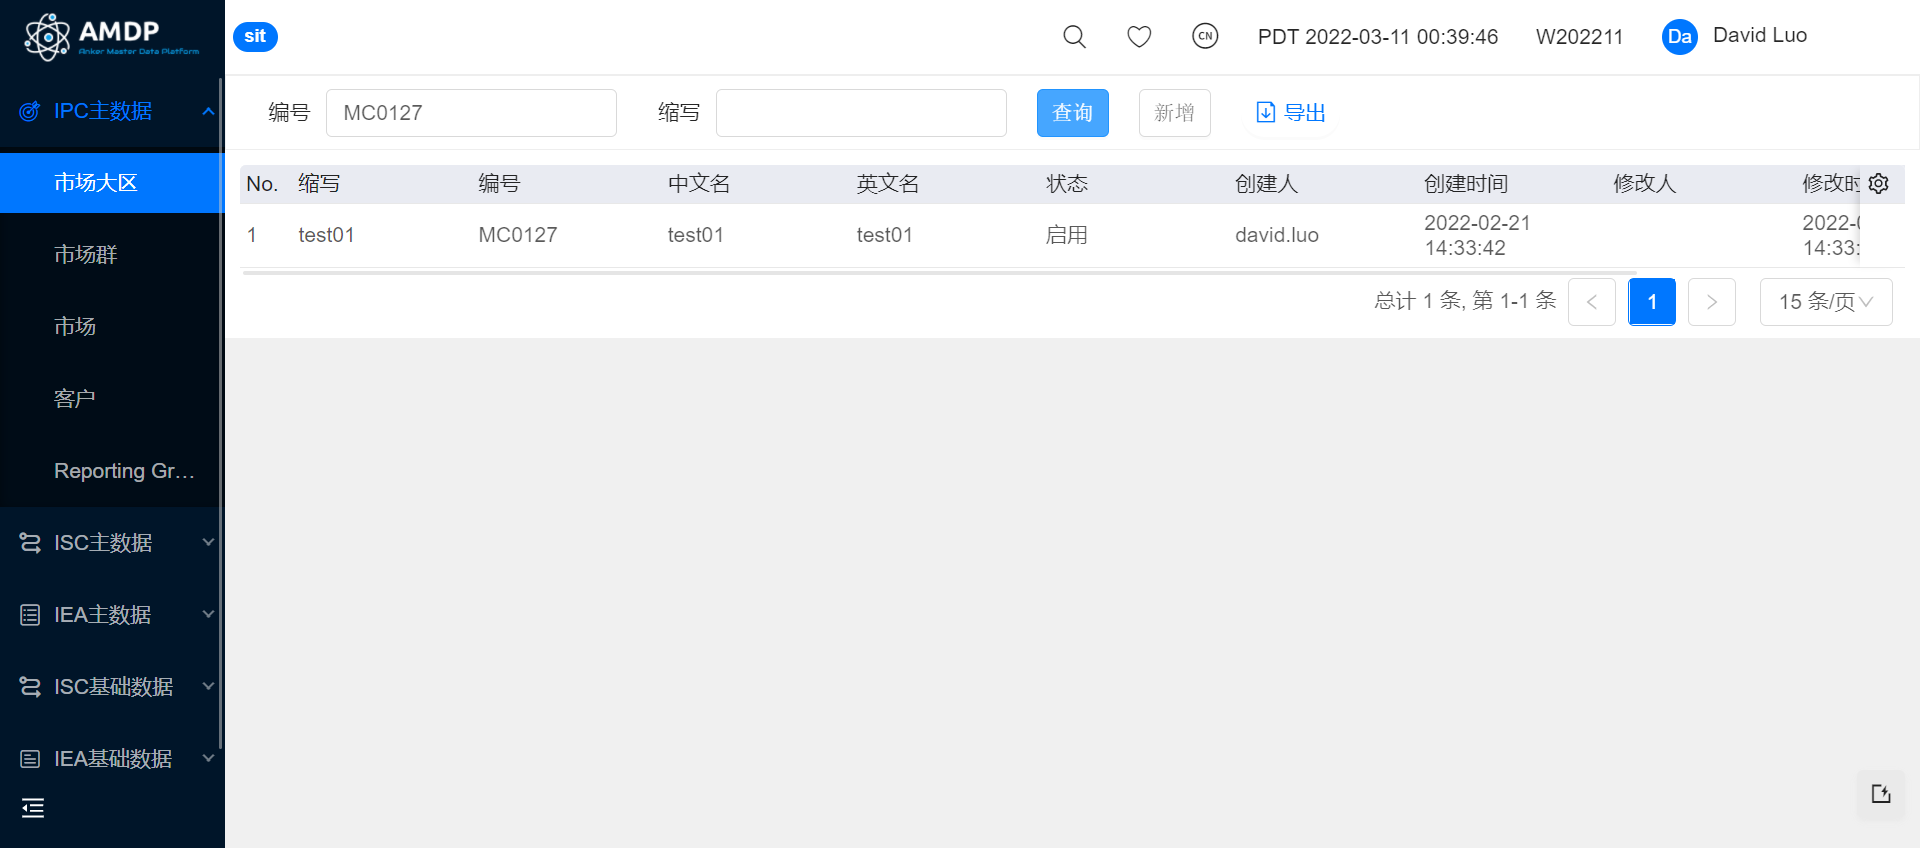 AMDP
Anker Master Data Platform
sit
CN
PDT 2022-03-11 00:39:46
W202211
Da
David Luo
IPC主数据
市场大区
市场群
市场
客户
Reporting Gr...
ISC主数据
IEA主数据
ISC基础数据
IEA基础数据
编号 MC0127
缩写
查询
新增
导出
No. 缩写 编号 中文名 英文名 状态 创建人 创建时间 修改人 修改时
1 test01 MC0127 test01 test01 启用 david.luo 2022-02-21 2022-0
14:33:42 14:33:
总计 1 条, 第 1-1 条
< 1 >
15 条/页